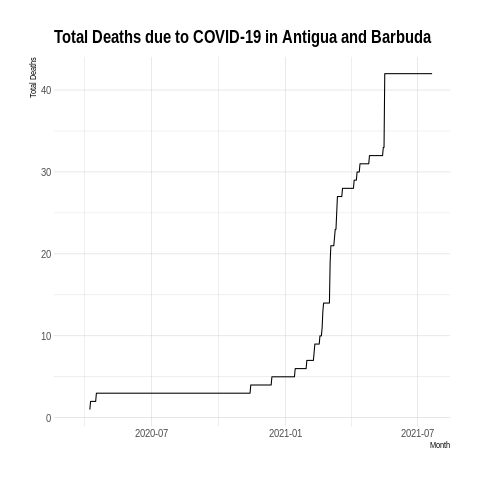 Total Deaths due to COVID-19 in Antigua and Barbuda
Total Deaths
40
30
20
10
0
2020-07
2021-01
2021-07
Month